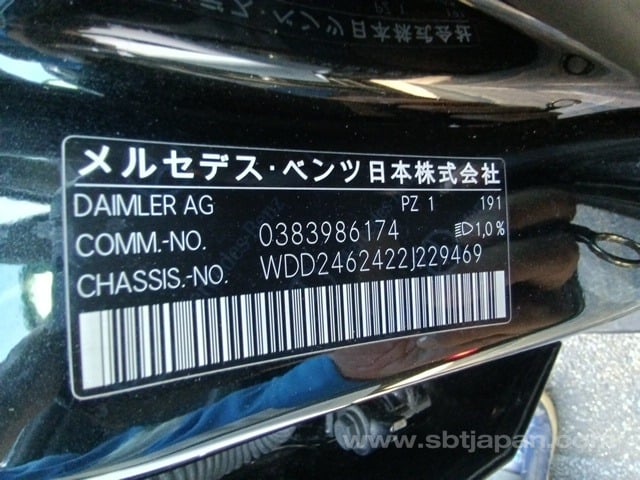 メルセデス・ベンツ日本株式会社
DAIMLER AG PZ 1 191
COMM.-NO. 0383986174 1,0%
CHASSIS.-NO. WDD2462422J229469
www.sbtjapan.com